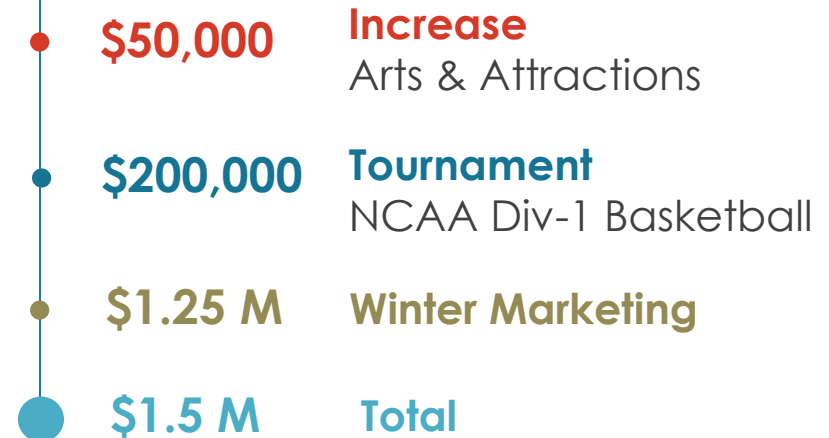 $50,000 Increase
Arts & Attractions
$200,000 Tournament
NCAA Div-1 Basketball
$1.25 M Winter Marketing
$1.5 M Total